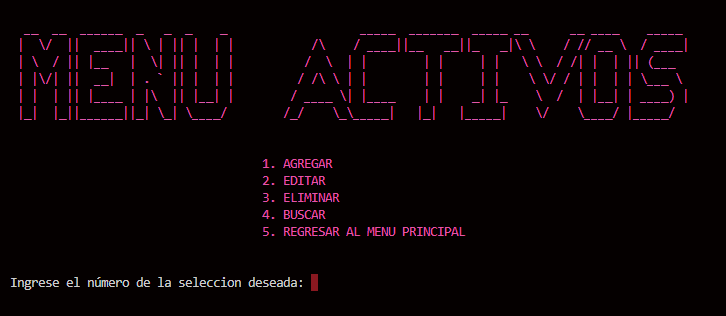 MENU ACTIVOS
1. AGREGAR
2. EDITAR
3. ELIMINAR
4. BUSCAR
5. REGRESAR AL MENU PRINCIPAL
Ingrese el número de la seleccion deseada: